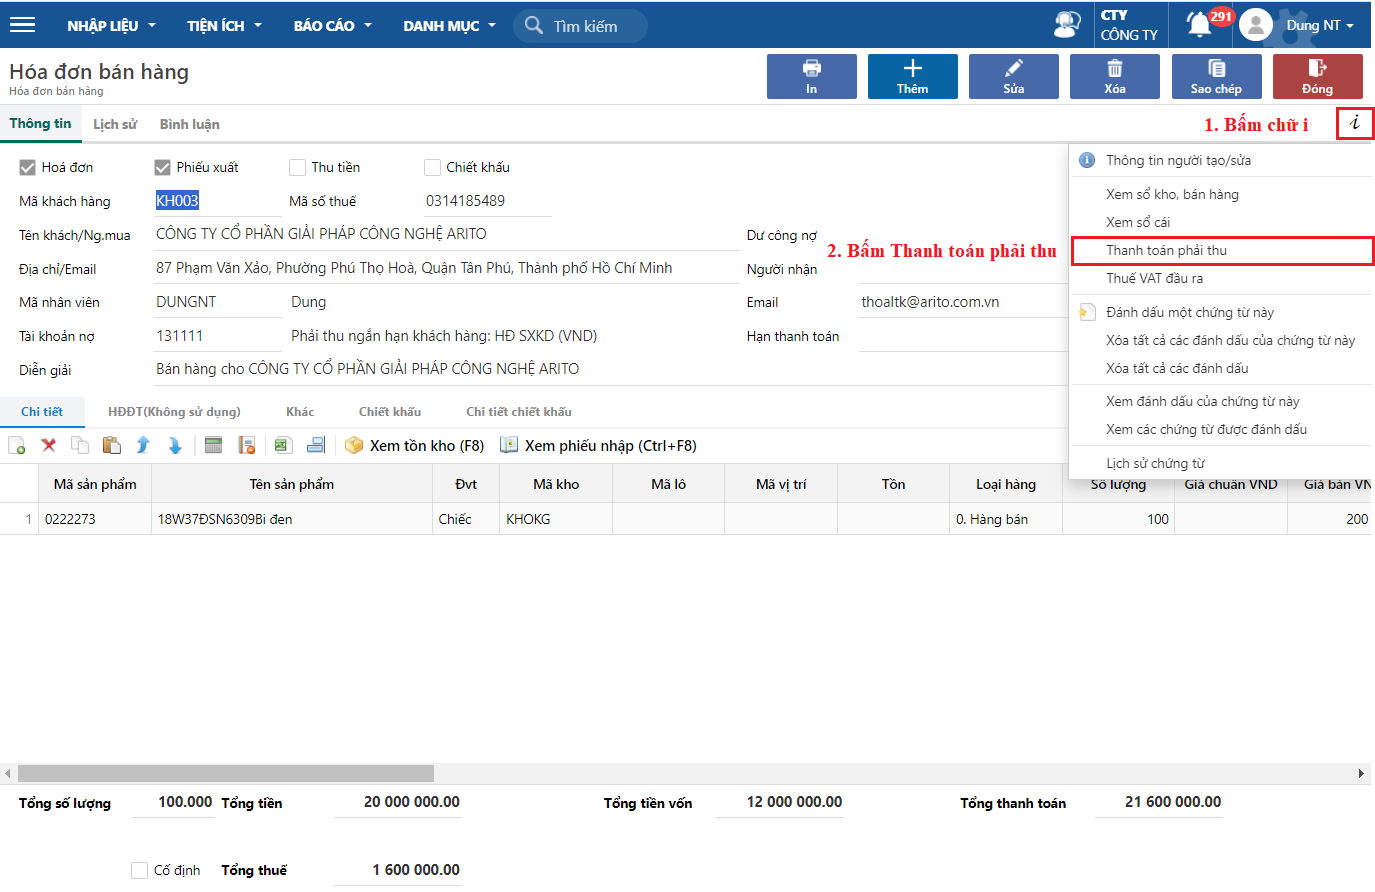 NHẬP LIỆU TIỆN ÍCH BÁO CÁO DANH MỤC Tìm kiếm CTY CÔNG TY 291 Dung NT
Hóa đơn bán hàng
Hóa đơn bán hàng
In Thêm Sửa Xóa Sao chép Đóng
Thông tin Lịch sử Bình luận 1. Bấm chữ i i
Hoá đơn Phiếu xuất Thu tiền Chiết khấu
Mã khách hàng KH003 Mã số thuế 0314185489
Tên khách/Ng.mua CÔNG TY CỔ PHẦN GIẢI PHÁP CÔNG NGHỆ ARITO Dư công nợ
2. Bấm Thanh toán phải thu
Địa chỉ/Email 87 Phạm Văn Xảo, Phường Phú Thọ Hoà, Quận Tân Phú, Thành phố Hồ Chí Minh Người nhận
Mã nhân viên DUNGNT Dung Email thoaltk@arito.com.vn
Tài khoản nợ 131111 Phải thu ngắn hạn khách hàng: HĐ SXKD (VND) Hạn thanh toán
Diễn giải Bán hàng cho CÔNG TY CỔ PHẦN GIẢI PHÁP CÔNG NGHỆ ARITO
Thông tin người tạo/sửa
Xem sổ kho, bán hàng
Xem sổ cái
Thanh toán phải thu
Thuế VAT đầu ra
Đánh dấu một chứng từ này
Xóa tất cả các đánh dấu của chứng từ này
Xóa tất cả các đánh dấu
Xem đánh dấu của chứng từ này
Xem các chứng từ được đánh dấu
Lịch sử chứng từ
Chi tiết HĐĐT(Không sử dụng) Khác Chiết khấu Chi tiết chiết khấu
Xem tồn kho (F8) Xem phiếu nhập (Ctrl+F8)
Mã sản phẩm Tên sản phẩm Đvt Mã kho Mã lô Mã vị trí Tồn Loại hàng Số lượng Giá chuẩn VND Giá bán VN
1 0222273 18W37ĐSN6309Bi đen Chiếc KHOKG 0. Hàng bán 100 200
Tổng số lượng 100.000 Tổng tiền 20 000 000.00 Tổng tiền vốn 12 000 000.00 Tổng thanh toán 21 600 000.00
Cố định Tổng thuế 1 600 000.00